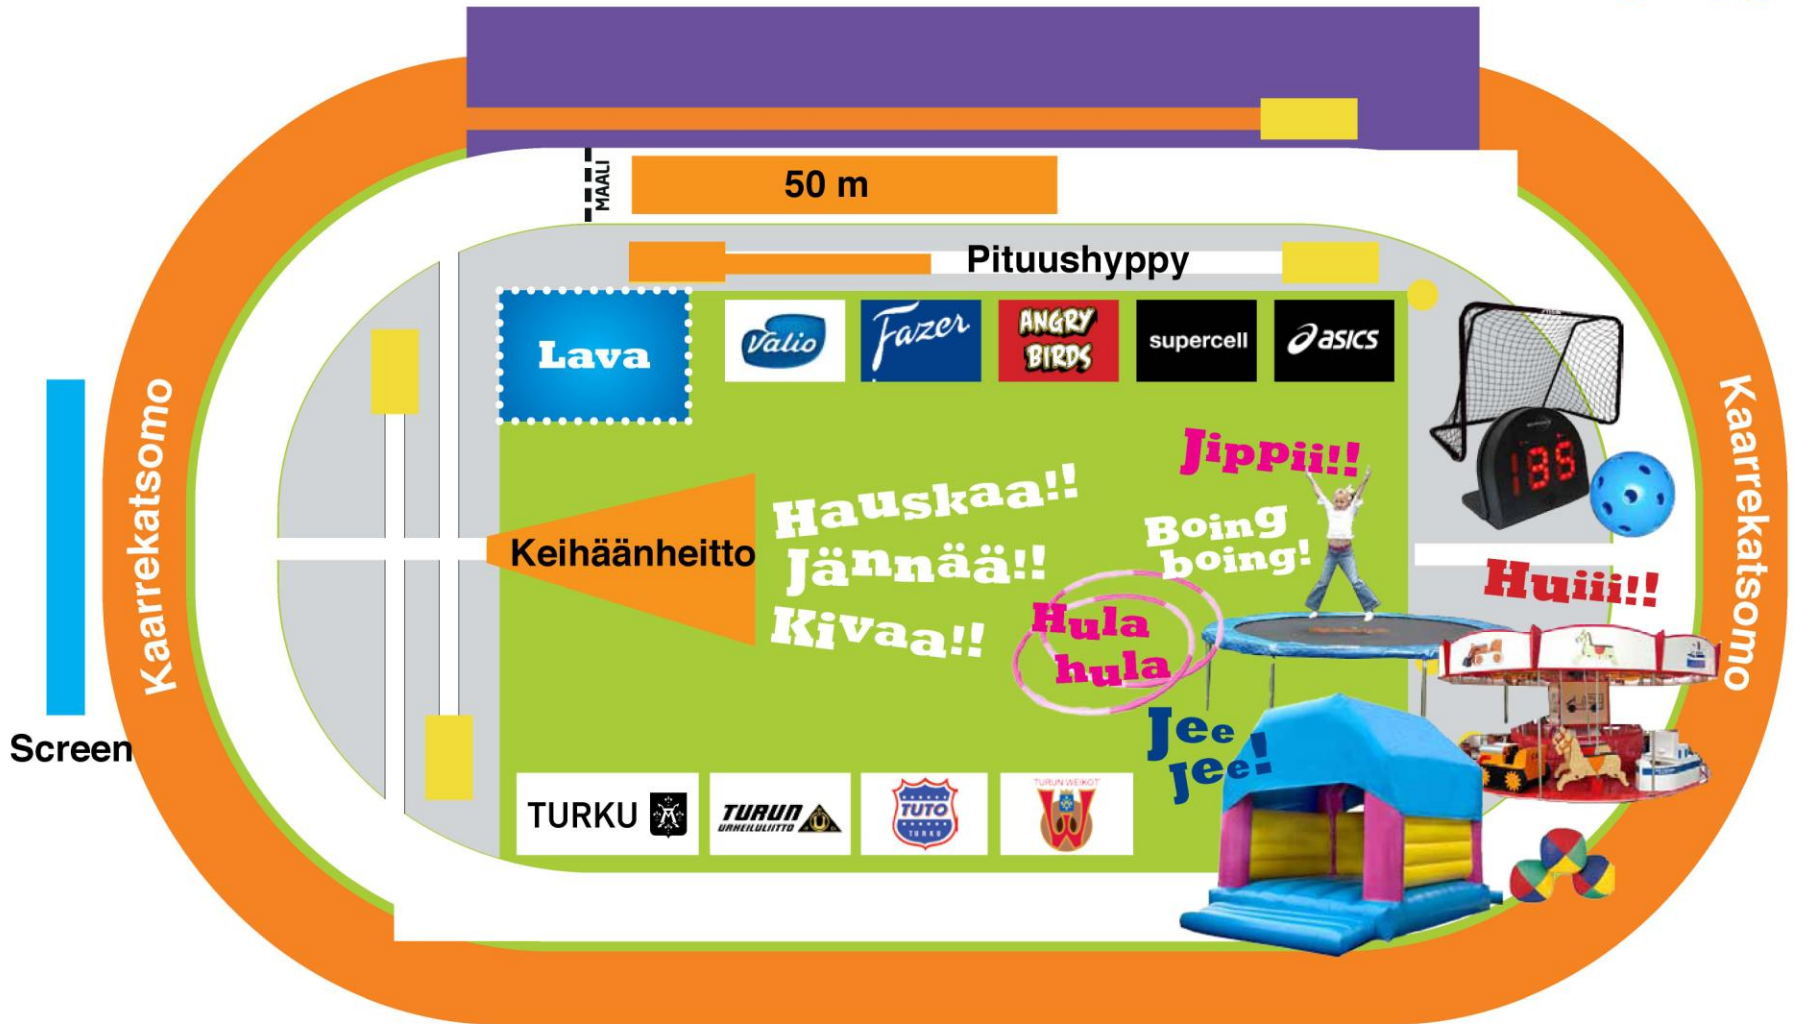 MAALI
50 m
Pituushyppy
Lava
Valio
Fazer
ANGRY
BIRDS
supercell
asics
Kaarrekatsomo
Kaarrekatsomo
185
Jippii!!
Hauskaa!!
Jännää!!
Kivaa!!
Boing
boing!
Keihäänheitto
Huiii!!
Hula
hula
Screen
Jee
jee!
TURKU
TURUN
URHEILULIITTO
TUTO
TURKU
TURUN WEIKOT